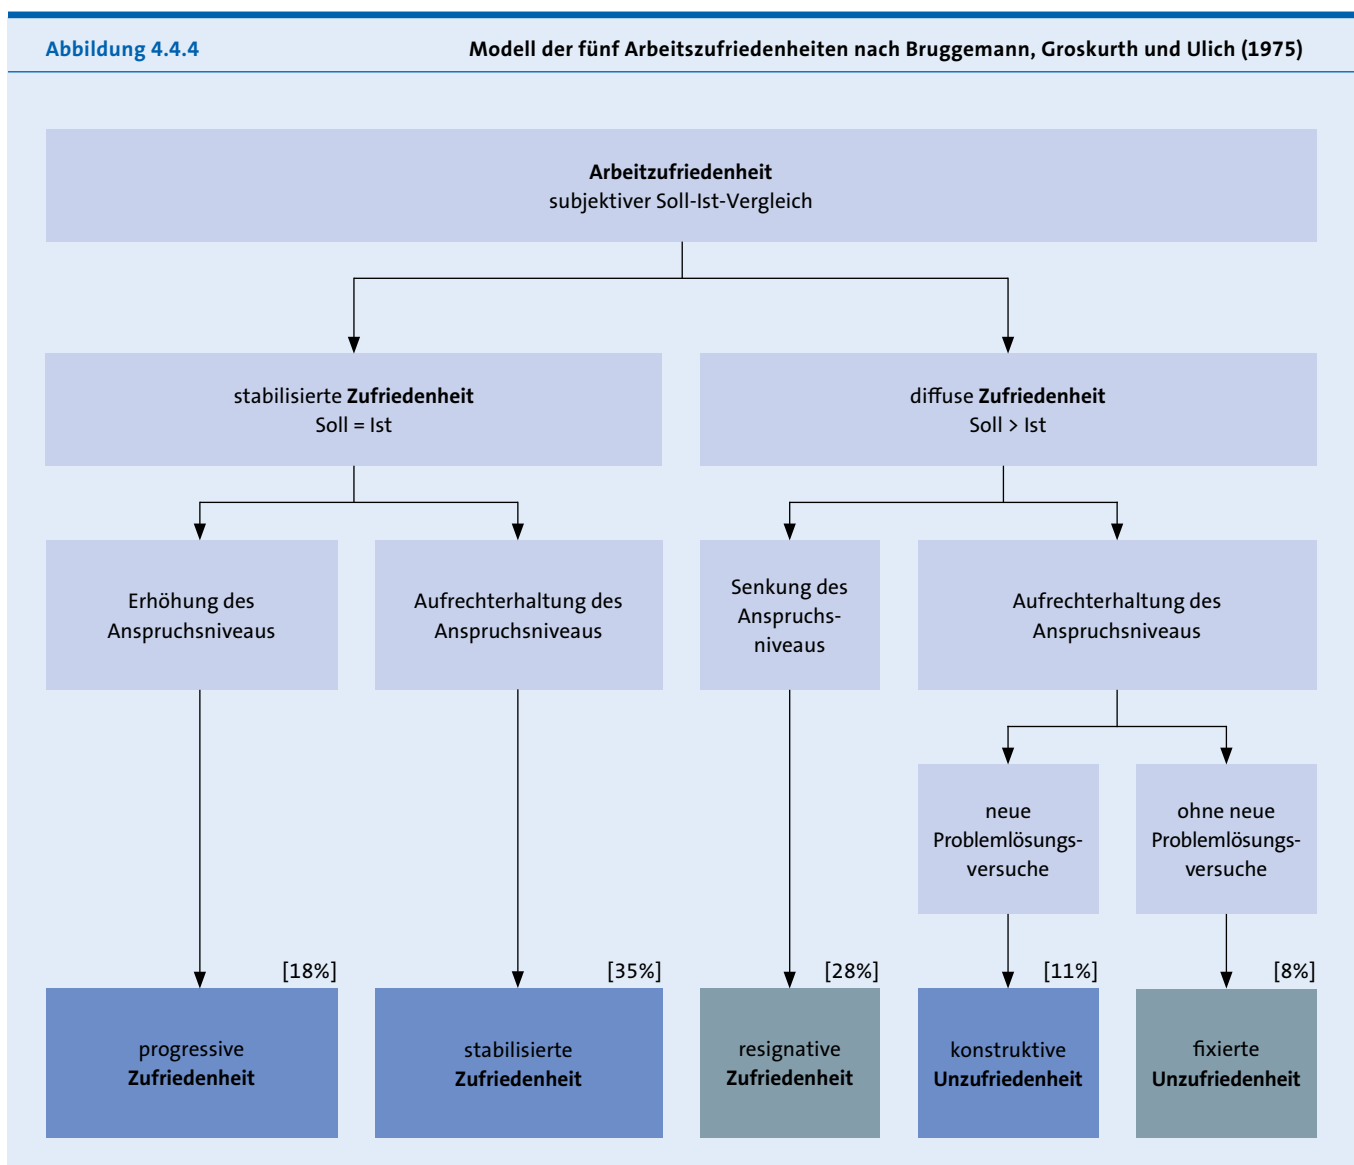 Abbildung 4.4.4
Modell der fünf Arbeitszufriedenheiten nach Bruggemann, Groskurth und Ulich (1975)
Arbeitzufriedenheit
subjektiver Soll-Ist-Vergleich
stabilisierte Zufriedenheit
Soll = Ist
diffuse Zufriedenheit
Soll > Ist
Erhöhung des
Anspruchsniveaus
Aufrechterhaltung des
Anspruchsniveaus
Senkung des
Anspruchs-
niveaus
Aufrechterhaltung des
Anspruchsniveaus
neue
Problemlösungs-
versuche
ohne neue
Problemlösungs-
versuche
[18%]
progressive
Zufriedenheit
[35%]
stabilisierte
Zufriedenheit
[28%]
resignative
Zufriedenheit
[11%]
konstruktive
Unzufriedenheit
[8%]
fixierte
Unzufriedenheit